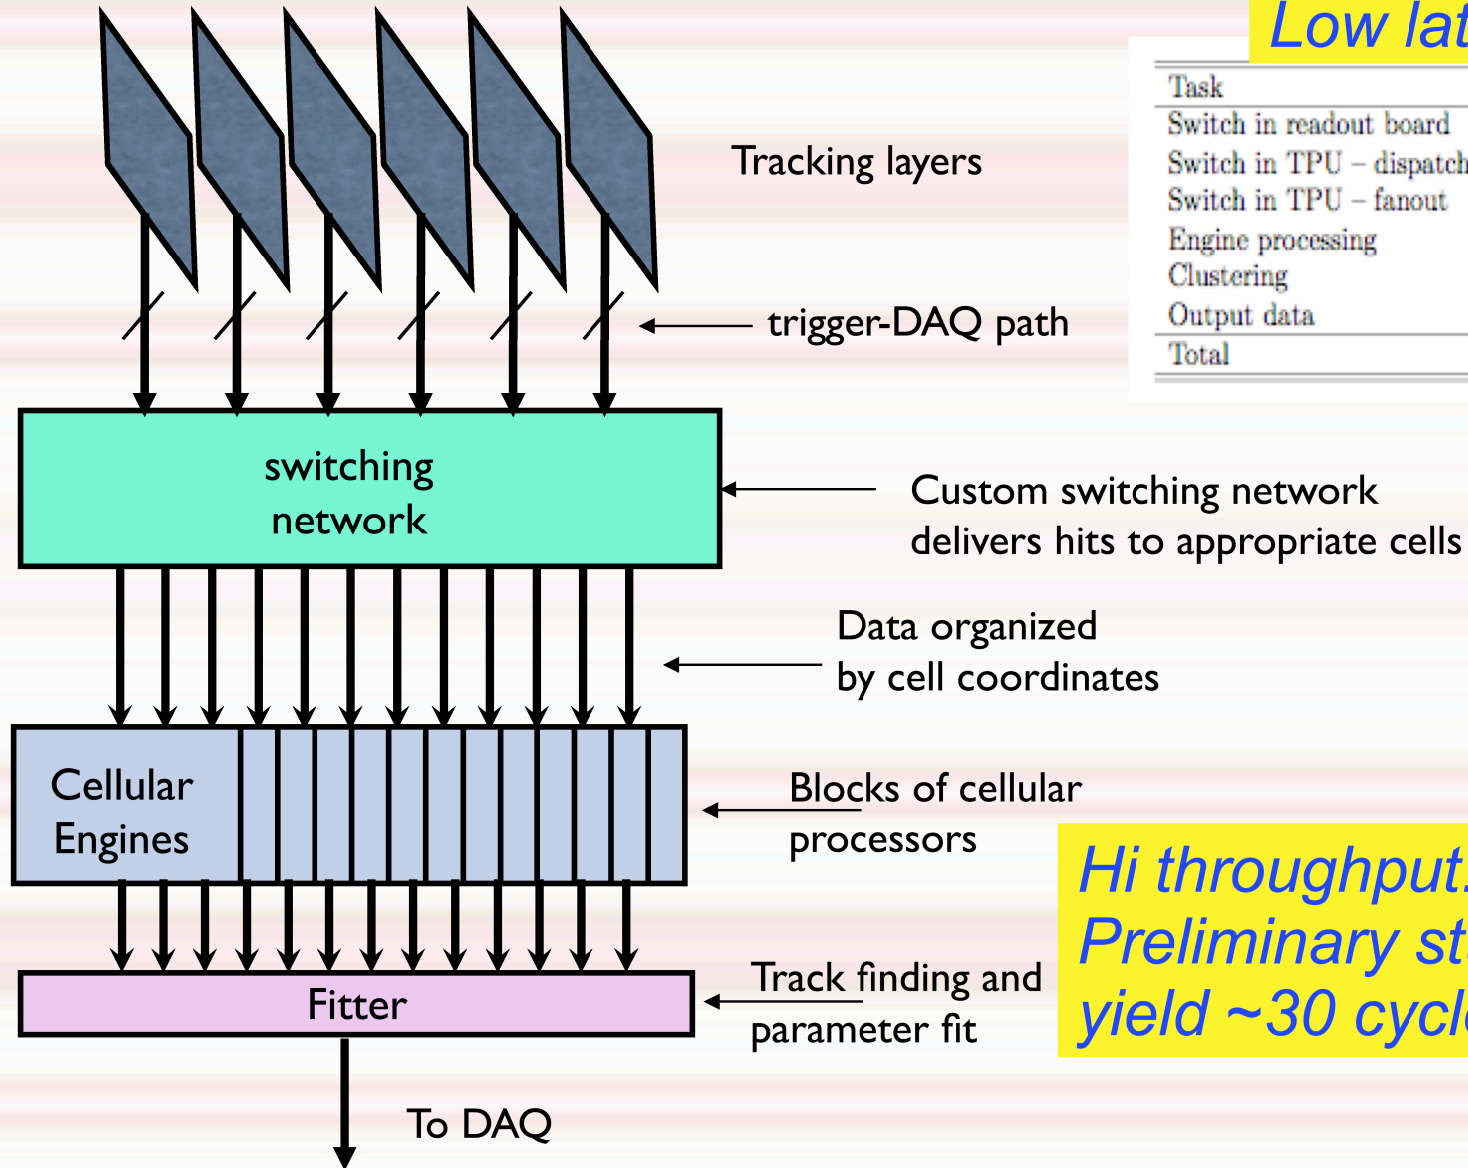 Low
Task
Switch in readout board
Switch in TPU – dispatch
Switch in TPU – fanout
Engine processing
Clustering
Output data
Total
Tracking layers
trigger-DAQ path
switching
network
Custom switching network
delivers hits to appropriate cells
Data organized
by cell coordinates
Cellular
Engines
Blocks of cellular
processors
Hi throughput
Preliminary
yield ~30
Track finding and
parameter fit
Fitter
To DAQ